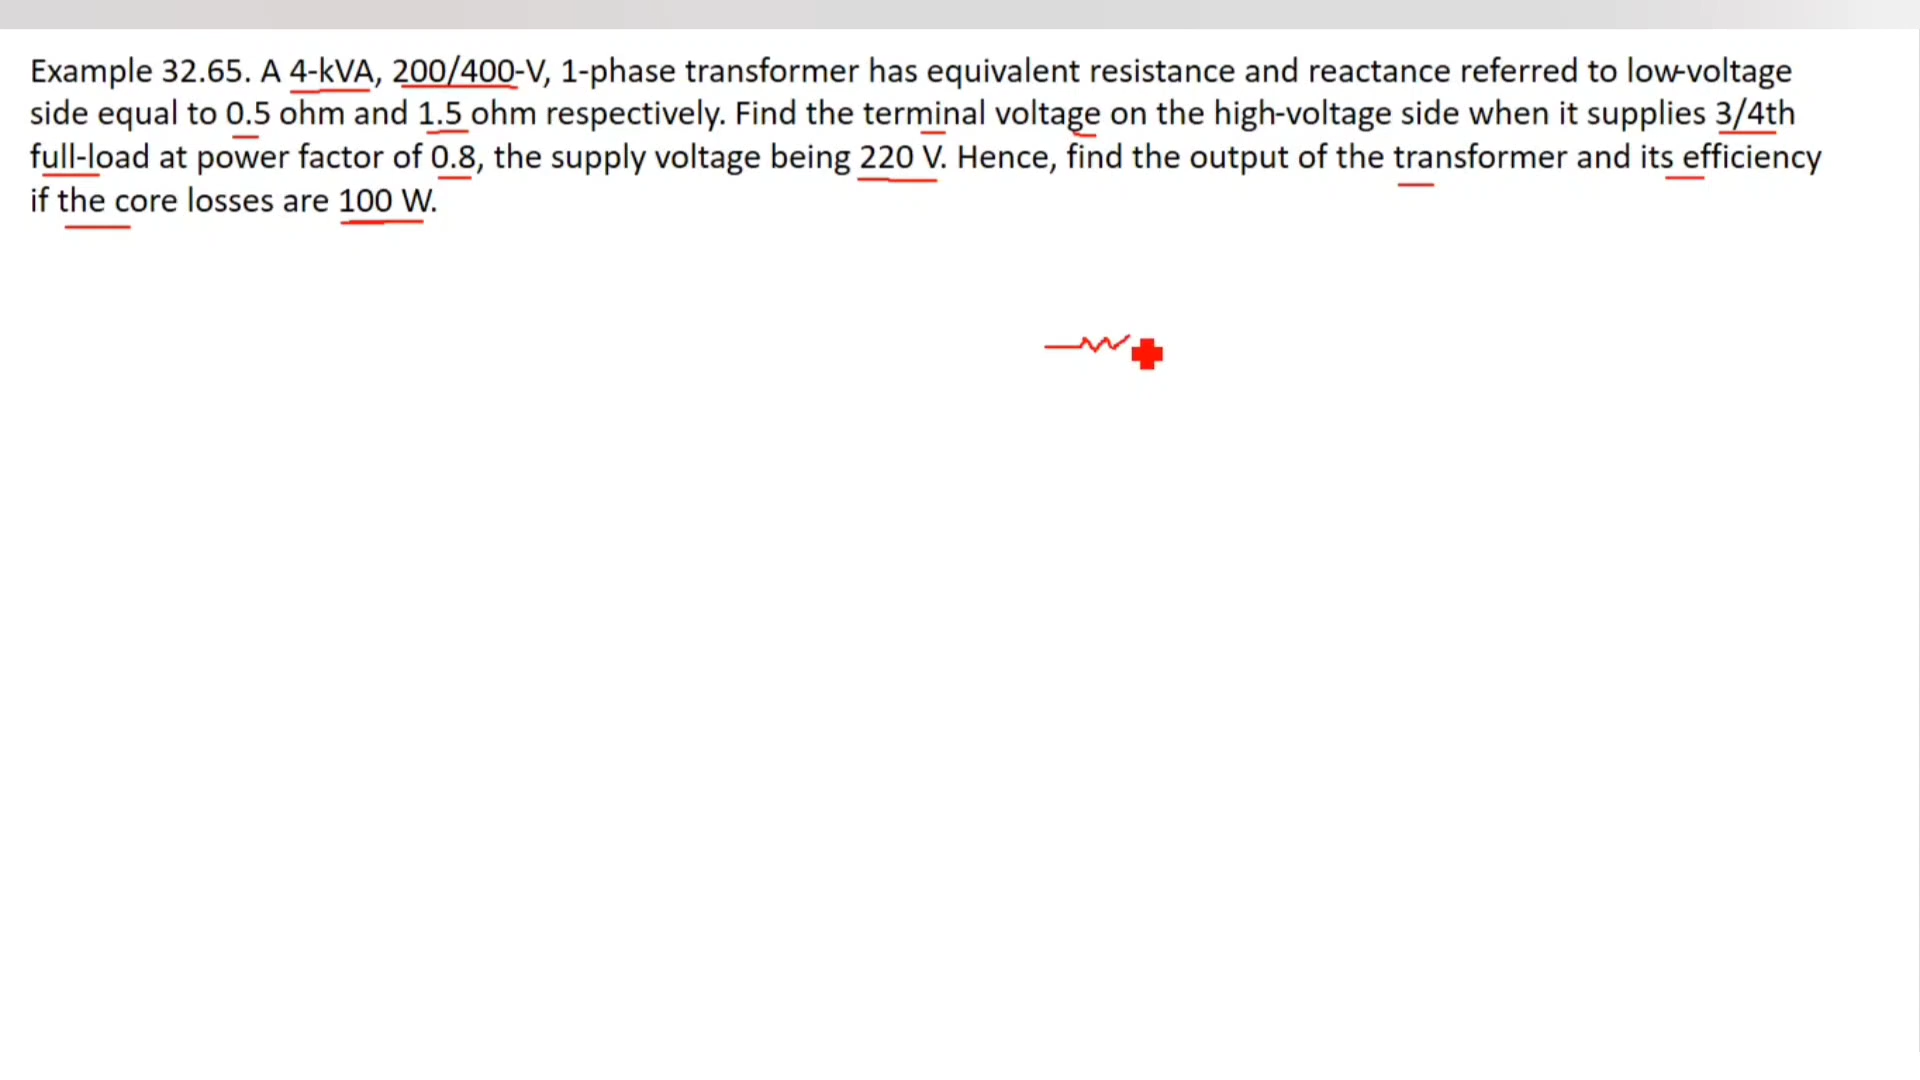 Example 32.65. A 4-kVA, 200/400-V, 1-phase transformer has equivalent resistance and reactance referred to low-voltage
side equal to 0.5 ohm and 1.5 ohm respectively. Find the terminal voltage on the high-voltage side when it supplies 3/4th
full-load at power factor of 0.8, the supply voltage being 220 V. Hence, find the output of the transformer and its efficiency
if the core losses are 100 W.